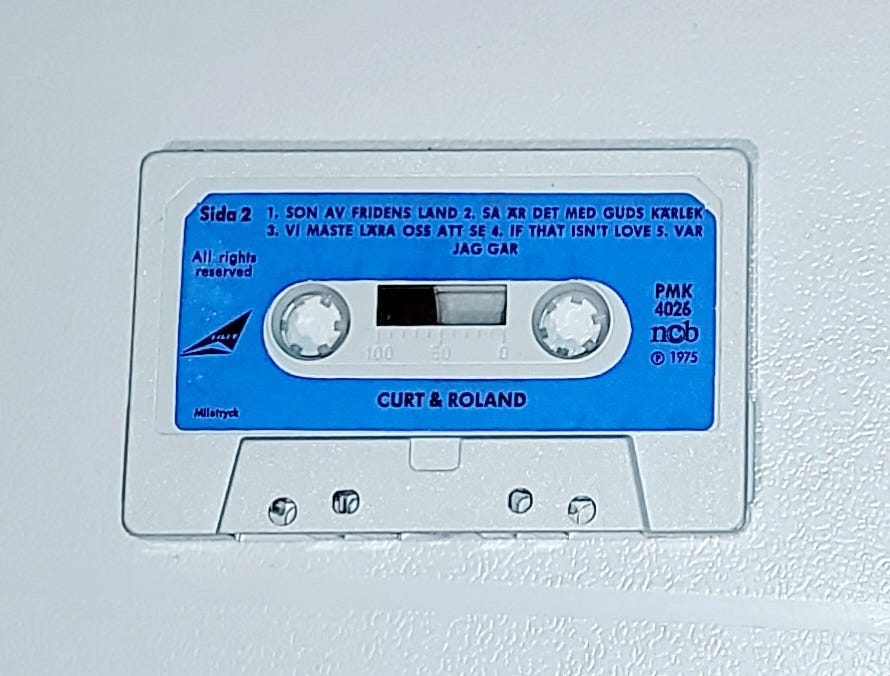 Sida 2
1. SON AV FRIDENS LAND 2. SÅ ÄR DET MED GUDS KÄRLEK
3. VI MÅSTE LÄRA OSS ATT SE 4. IF THAT ISN'T LOVE 5. VAR
JAG GÅR
All rights
reserved
PMK
4026
ncb
℗ 1975
100 50 0
CURT & ROLAND
Miletryck